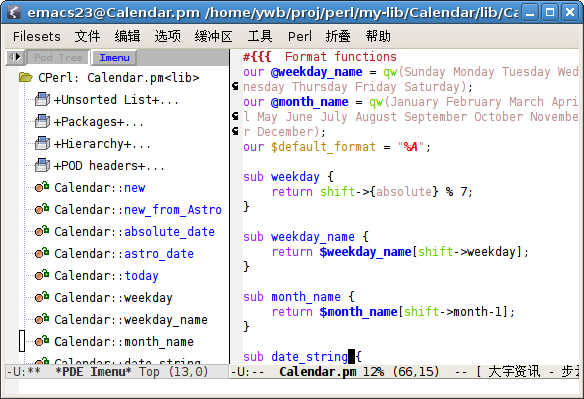 emacs23@Calendar.pm /home/ywb/proj/perl/my-lib/Calendar/lib/Ca
Filesets PDE 文件 编辑 选项 缓冲区 工具 Perl 折叠 帮助
Pod Tree Imenu
CPerl: Calendar.pm<lib>
+Unsorted List+...
+Packages+...
+Hierarchy+...
+POD headers+...
Calendar::new
Calendar::new_from_Astro
Calendar::absolute_date
Calendar::astro_date
Calendar::today
Calendar::weekday
Calendar::weekday_name
Calendar::month_name
Calendar::date_string
-U:** *PDE Imenu* Top (13,0)
#{{{ Format functions
our @weekday_name = qw(Sunday Monday Tuesday Wed
nesday Thursday Friday Saturday);
our @month_name = qw(January February March Apri
l May June July August September October Novembe
r December);
our $default_format = "%A";
sub weekday {
return shift->{absolute} % 7;
}
sub weekday_name {
return $weekday_name[shift->weekday];
}
sub month_name {
return $month_name[shift->month-1];
}
sub date_string {
-U:-- Calendar.pm 12% (66,15) -- [ 大宇资讯 - 步